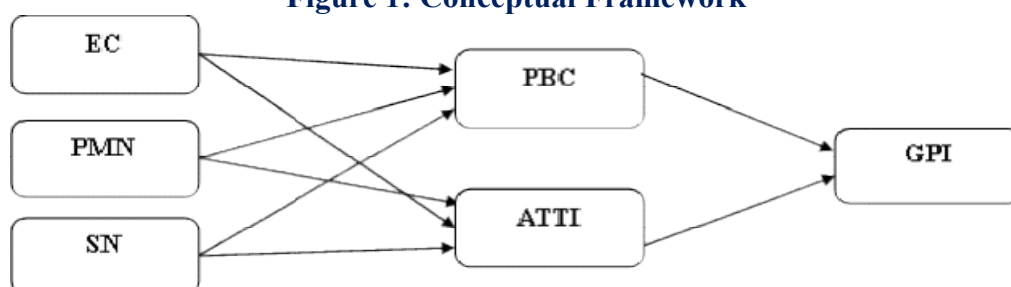 Figure 1: Conceptual Framework
EC
PBC
PMN
GPI
ATTI
SN